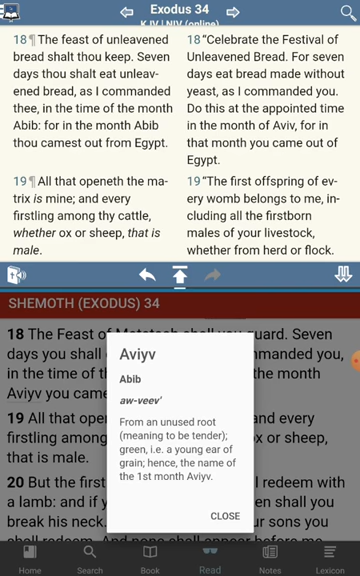 Exodus 34
KJV | NIV (online)
18 ¶ The feast of unleavened
bread shalt thou keep. Seven
days thou shalt eat unleav-
ened bread, as I commanded
thee, in the time of the month
Abib: for in the month Abib
thou camest out from Egypt.
19 ¶ All that openeth the ma-
trix is mine; and every
firstling among thy cattle,
whether ox or sheep, that is
male.
18 “Celebrate the Festival of
Unleavened Bread. For seven
days eat bread made without
yeast, as I commanded you.
Do this at the appointed time
in the month of Aviv, for in
that month you came out of
Egypt.
19 “The first offspring of ev-
ery womb belongs to me, in-
cluding all the firstborn
males of your livestock,
whether from herd or flock.
SHEMOTH (EXODUS) 34
18 The Feast of Matstsoth shall you guard. Seven
days you shall mmanded you,
in the time of t the month
Aviyv you came
19 All that open and every
firstling among ox or sheep,
that is male.
20 But the first I redeem with
a lamb: and if y en shall you
break his neck. ur sons you
shall redeem. And none shall appear before me
Aviyv
Abib
aw-veev'
From an unused root
(meaning to be tender);
green, i.e. a young ear of
grain; hence, the name of
the 1st month Aviyv.
CLOSE
Home Search Book Read Notes Lexicon